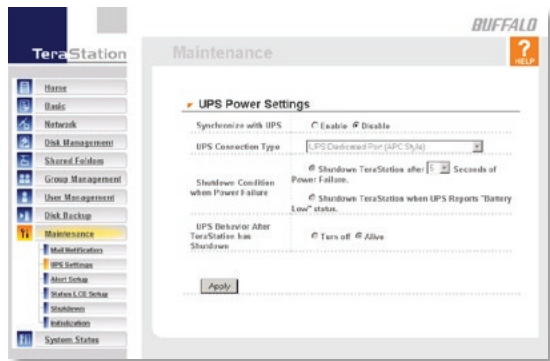 BUFFALO
TeraStation
Maintenance
?
HELP
Home
Basic
Network
Disk Management
Shared Folders
Group Management
User Management
Disk Backup
Maintenance
Mail Notification
UPS Settings
Alert Setup
Status LCD Setup
Shutdown
Initialization
System Status
UPS Power Settings
Synchronize with UPS
Enable Disable
UPS Connection Type
UPS Dedicated Port (APC Style)
Shutdown Condition
when Power Failure
Shutdown TeraStation after 5 Seconds of
Power Failure.
Shutdown TeraStation when UPS Reports "Battery
Low" status.
UPS Behavior After
TeraStation has
Shutdown
Turn off Alive
Apply